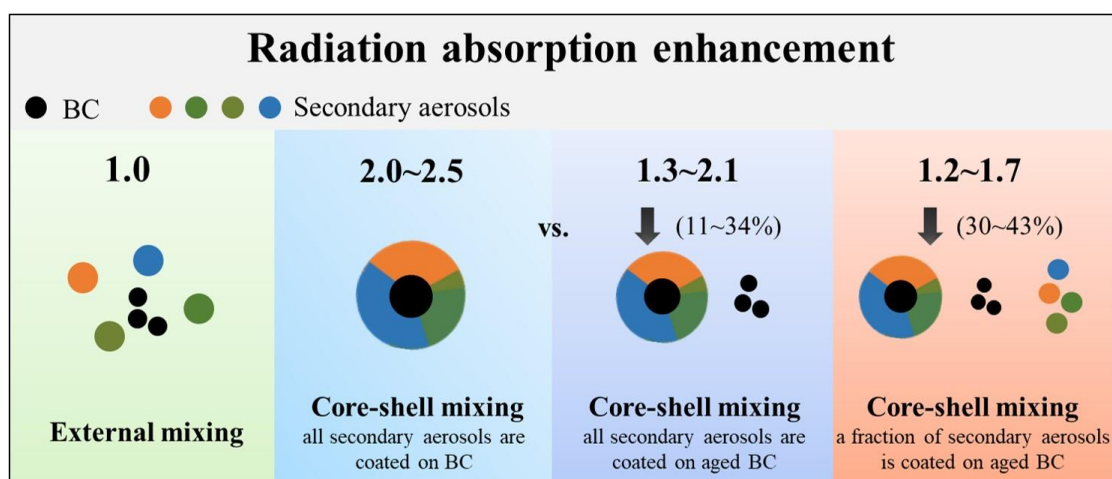 Radiation absorption enhancement
BC
Secondary aerosols
1.0
External mixing
2.0~2.5
Core-shell mixing
all secondary aerosols are
coated on BC
vs.
1.3~2.1
(11~34%)
Core-shell mixing
all secondary aerosols are
coated on aged BC
1.2~1.7
(30~43%)
Core-shell mixing
a fraction of secondary aerosols
is coated on aged BC